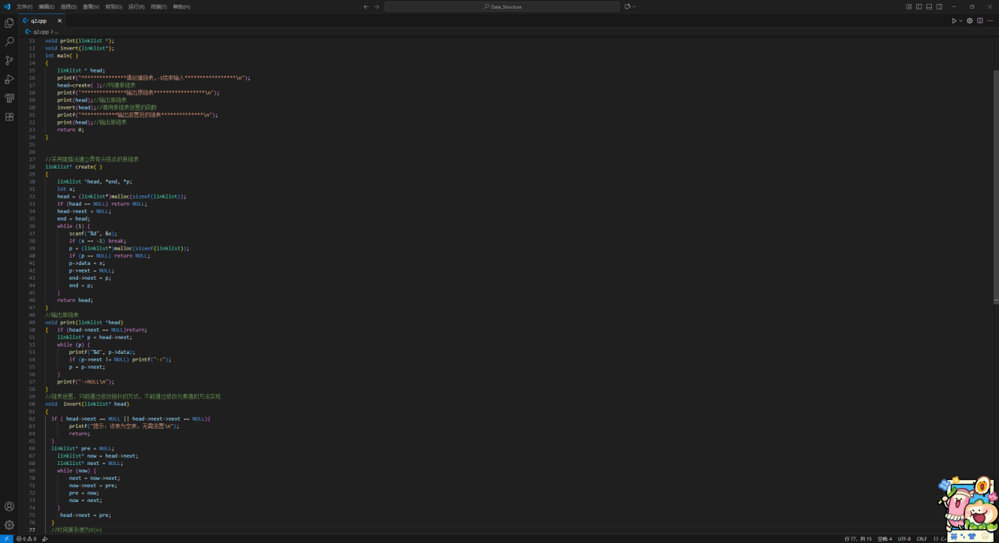 文件(F) 编辑(E) 选择(S) 查看(V) 转到(G) 运行(R) 终端(T) 帮助(H)
Data_Structure
q2.cpp
q2.cpp > ...
11 void print(linklist *);
12 void invert(linklist*);
13 int main( )
14 {
15 linklist * head;
16 printf("***************请创建链表,-1结束输入*****************\n");
17 head=create( );//构建单链表
18 printf("***************输出原链表*****************\n");
19 print(head);//输出单链表
20 invert(head);//调用单链表逆置的函数
21 printf("************输出逆置后的链表**************\n");
22 print(head);//输出单链表
23 return 0;
24 }
25
26
27 //采用尾插法建立具有头结点的单链表
28 linklist* create( )
29 {
30 linklist *head, *end, *p;
31 int x;
32 head = (linklist*)malloc(sizeof(linklist));
33 if (head == NULL) return NULL;
34 head->next = NULL;
35 end = head;
36 while (1) {
37 scanf("%d", &x);
38 if (x == -1) break;
39 p = (linklist*)malloc(sizeof(linklist));
40 if (p == NULL) return NULL;
41 p->data = x;
42 p->next = NULL;
43 end->next = p;
44 end = p;
45 }
46 return head;
47 }
48 //输出单链表
49 void print(linklist *head)
50 { if (head->next == NULL)return;
51 linklist* p = head->next;
52 while (p) {
53 printf("%d", p->data);
54 if (p->next != NULL) printf("->");
55 p = p->next;
56 }
57 printf("->NULL\n");
58 }
59 //链表逆置，只能通过修改指针的方式，不能通过修改元素值的方法实现
60 void  invert(linklist* head)
61 {
62 if ( head->next == NULL || head->next->next == NULL){
63 printf("提示：该表为空表，无需逆置\n");
64 return;
65 }
66 linklist* pre = NULL;
67 linklist* now = head->next;
68 linklist* next = NULL;
69 while (now) {
70 next = now->next;
71 now->next = pre;
72 pre = now;
73 now = next;
74 }
75 head->next = pre;
76 }
77 //时间复杂度为O(n)
0 0
行 77，列 15 空格: 4 UTF-8 CRLF {} C+
英